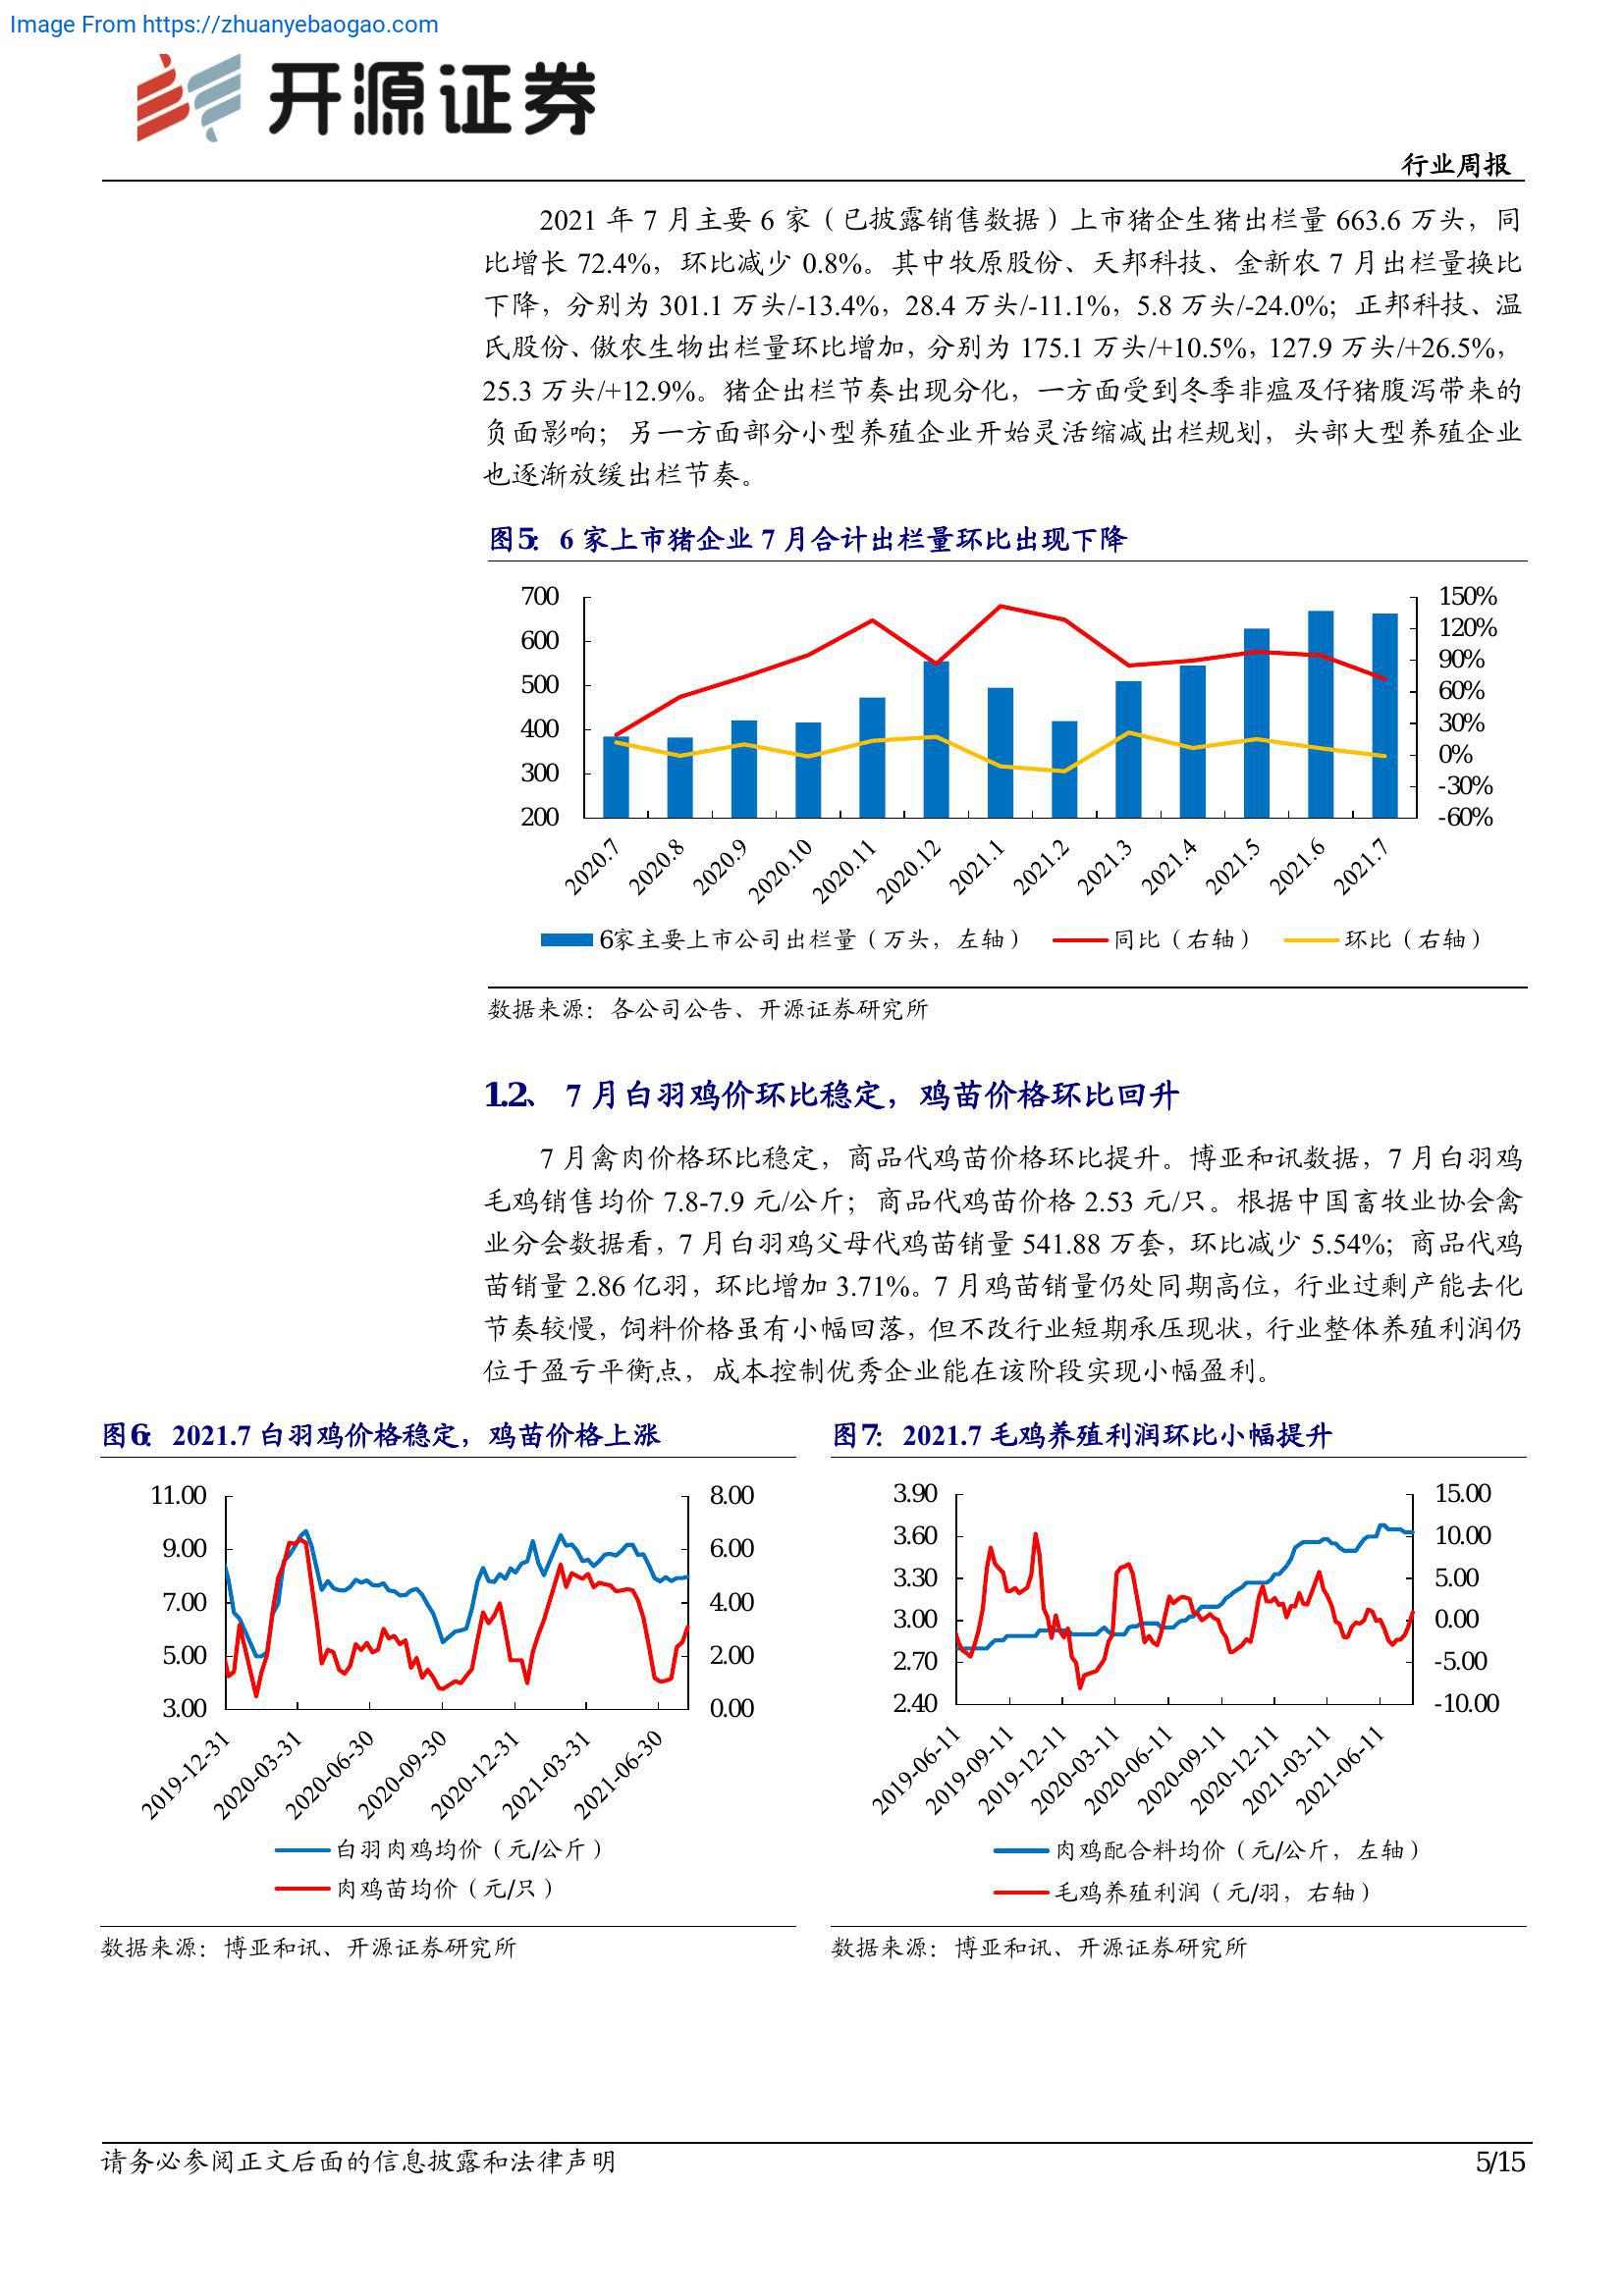 Image From https://zhuanyebaogao.com
开源证券
行业周报
2021 年 7 月主要 6 家（已披露销售数据）上市猪企生猪出栏量 663.6 万头，同
比增长 72.4%，环比减少 0.8%。其中牧原股份、天邦科技、金新农 7 月出栏量换比
下降，分别为 301.1 万头/-13.4%，28.4 万头/-11.1%，5.8 万头/-24.0%；正邦科技、温
氏股份、傲农生物出栏量环比增加，分别为 175.1 万头/+10.5%，127.9 万头/+26.5%，
25.3 万头/+12.9%。猪企出栏节奏出现分化，一方面受到冬季非瘟及仔猪腹泻带来的
负面影响；另一方面部分小型养殖企业开始灵活缩减出栏规划，头部大型养殖企业
也逐渐放缓出栏节奏。
图5：6 家上市猪企业 7 月合计出栏量环比出现下降
700
600
500
400
300
200
150%
120%
90%
60%
30%
0%
-30%
-60%
2020.7
2020.8
2020.9
2020.10
2020.11
2020.12
2021.1
2021.2
2021.3
2021.4
2021.5
2021.6
2021.7
6家主要上市公司出栏量（万头，左轴） 同比（右轴） 环比（右轴）
数据来源：各公司公告、开源证券研究所
1.2、 7 月白羽鸡价环比稳定，鸡苗价格环比回升
7 月禽肉价格环比稳定，商品代鸡苗价格环比提升。博亚和讯数据，7 月白羽鸡
毛鸡销售均价 7.8-7.9 元/公斤；商品代鸡苗价格 2.53 元/只。根据中国畜牧业协会禽
业分会数据看，7 月白羽鸡父母代鸡苗销量 541.88 万套，环比减少 5.54%；商品代鸡
苗销量 2.86 亿羽，环比增加 3.71%。7 月鸡苗销量仍处同期高位，行业过剩产能去化
节奏较慢，饲料价格虽有小幅回落，但不改行业短期承压现状，行业整体养殖利润仍
位于盈亏平衡点，成本控制优秀企业能在该阶段实现小幅盈利。
图6：2021.7 白羽鸡价格稳定，鸡苗价格上涨
11.00
9.00
7.00
5.00
3.00
8.00
6.00
4.00
2.00
0.00
2019-12-31
2020-03-31
2020-06-30
2020-09-30
2020-12-31
2021-03-31
2021-06-30
白羽肉鸡均价（元/公斤）
肉鸡苗均价（元/只）
数据来源：博亚和讯、开源证券研究所
图7：2021.7 毛鸡养殖利润环比小幅提升
3.90
3.60
3.30
3.00
2.70
2.40
15.00
10.00
5.00
0.00
-5.00
-10.00
2019-06-11
2019-09-11
2019-12-11
2020-03-11
2020-06-11
2020-09-11
2020-12-11
2021-03-11
2021-06-11
肉鸡配合料均价（元/公斤，左轴）
毛鸡养殖利润（元/羽，右轴）
数据来源：博亚和讯、开源证券研究所
请务必参阅正文后面的信息披露和法律声明
5/15